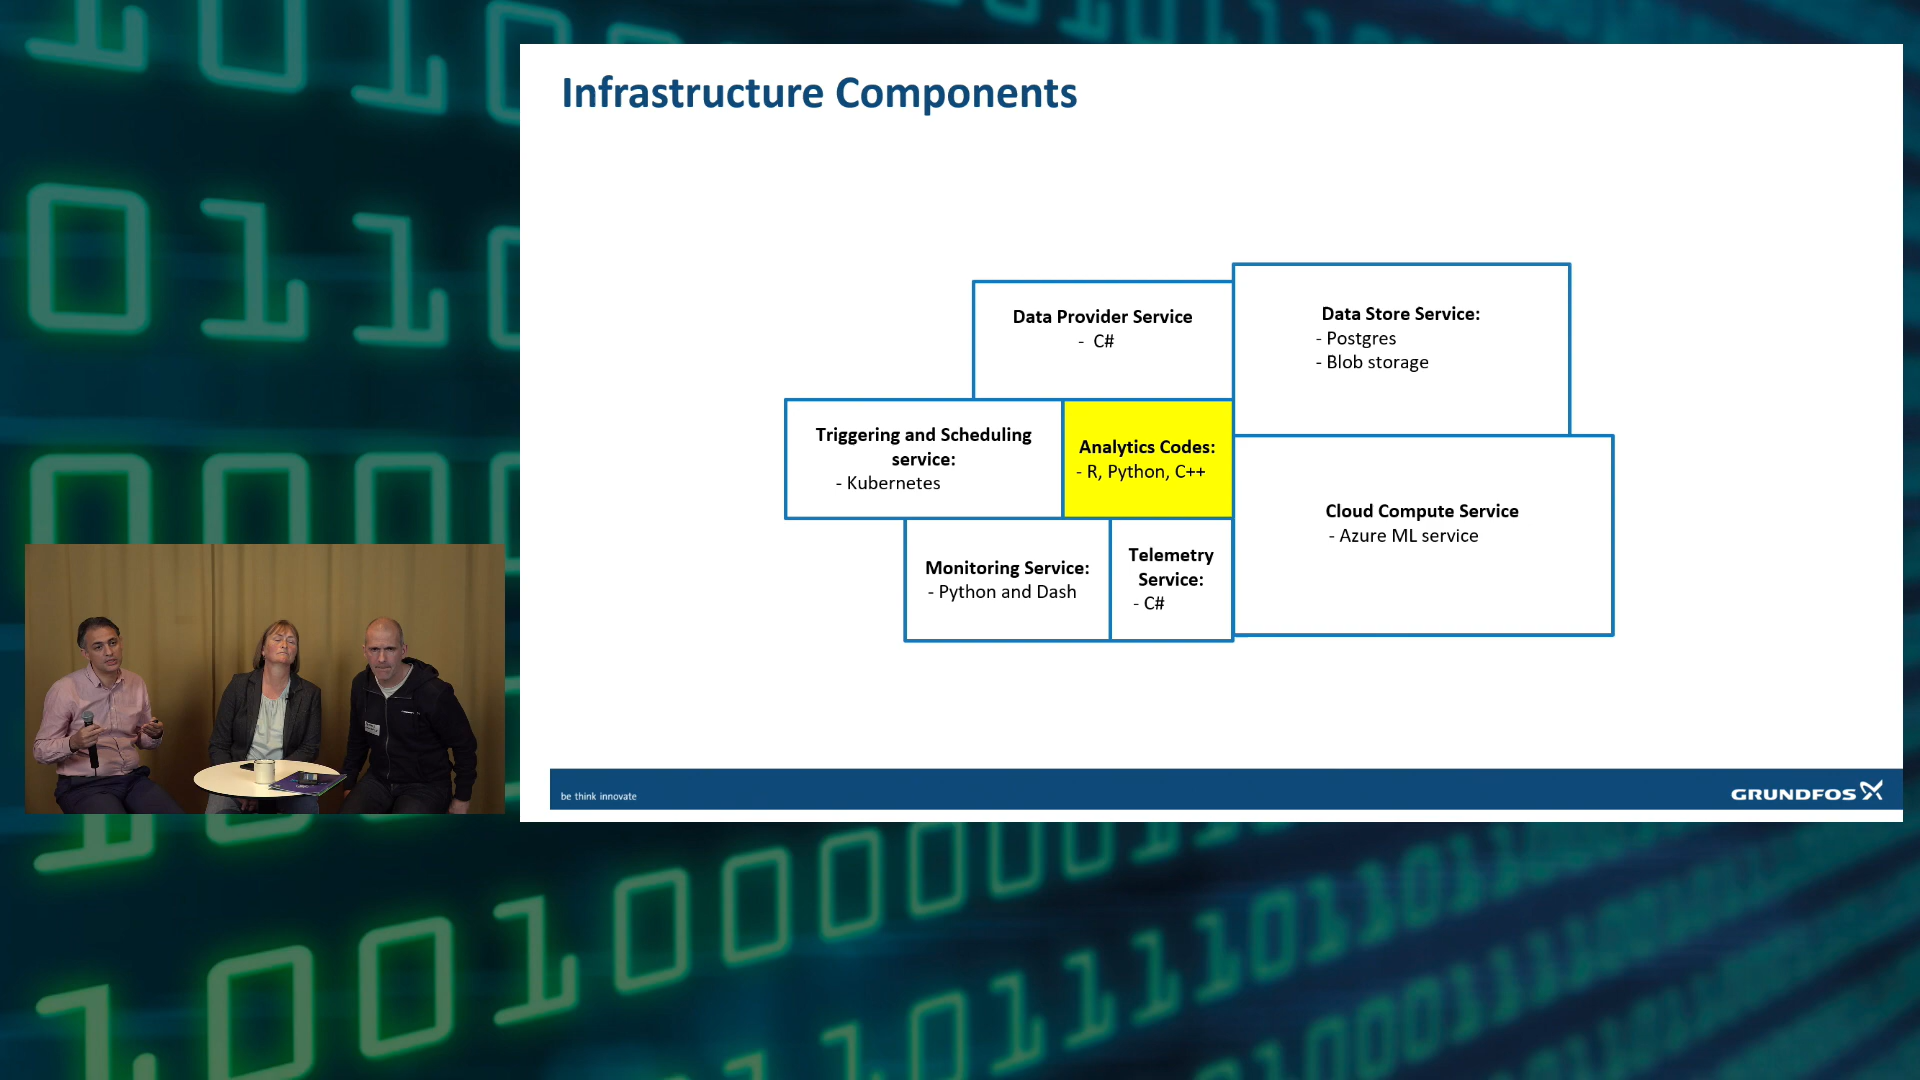 Infrastructure Components
Data Provider Service
- C#
Data Store Service:
- Postgres
- Blob storage
Triggering and Scheduling
service:
- Kubernetes
Analytics Codes:
- R, Python, C++
Cloud Compute Service
- Azure ML service
Monitoring Service:
- Python and Dash
Telemetry
Service:
- C#
be think innovate
GRUNDFOS